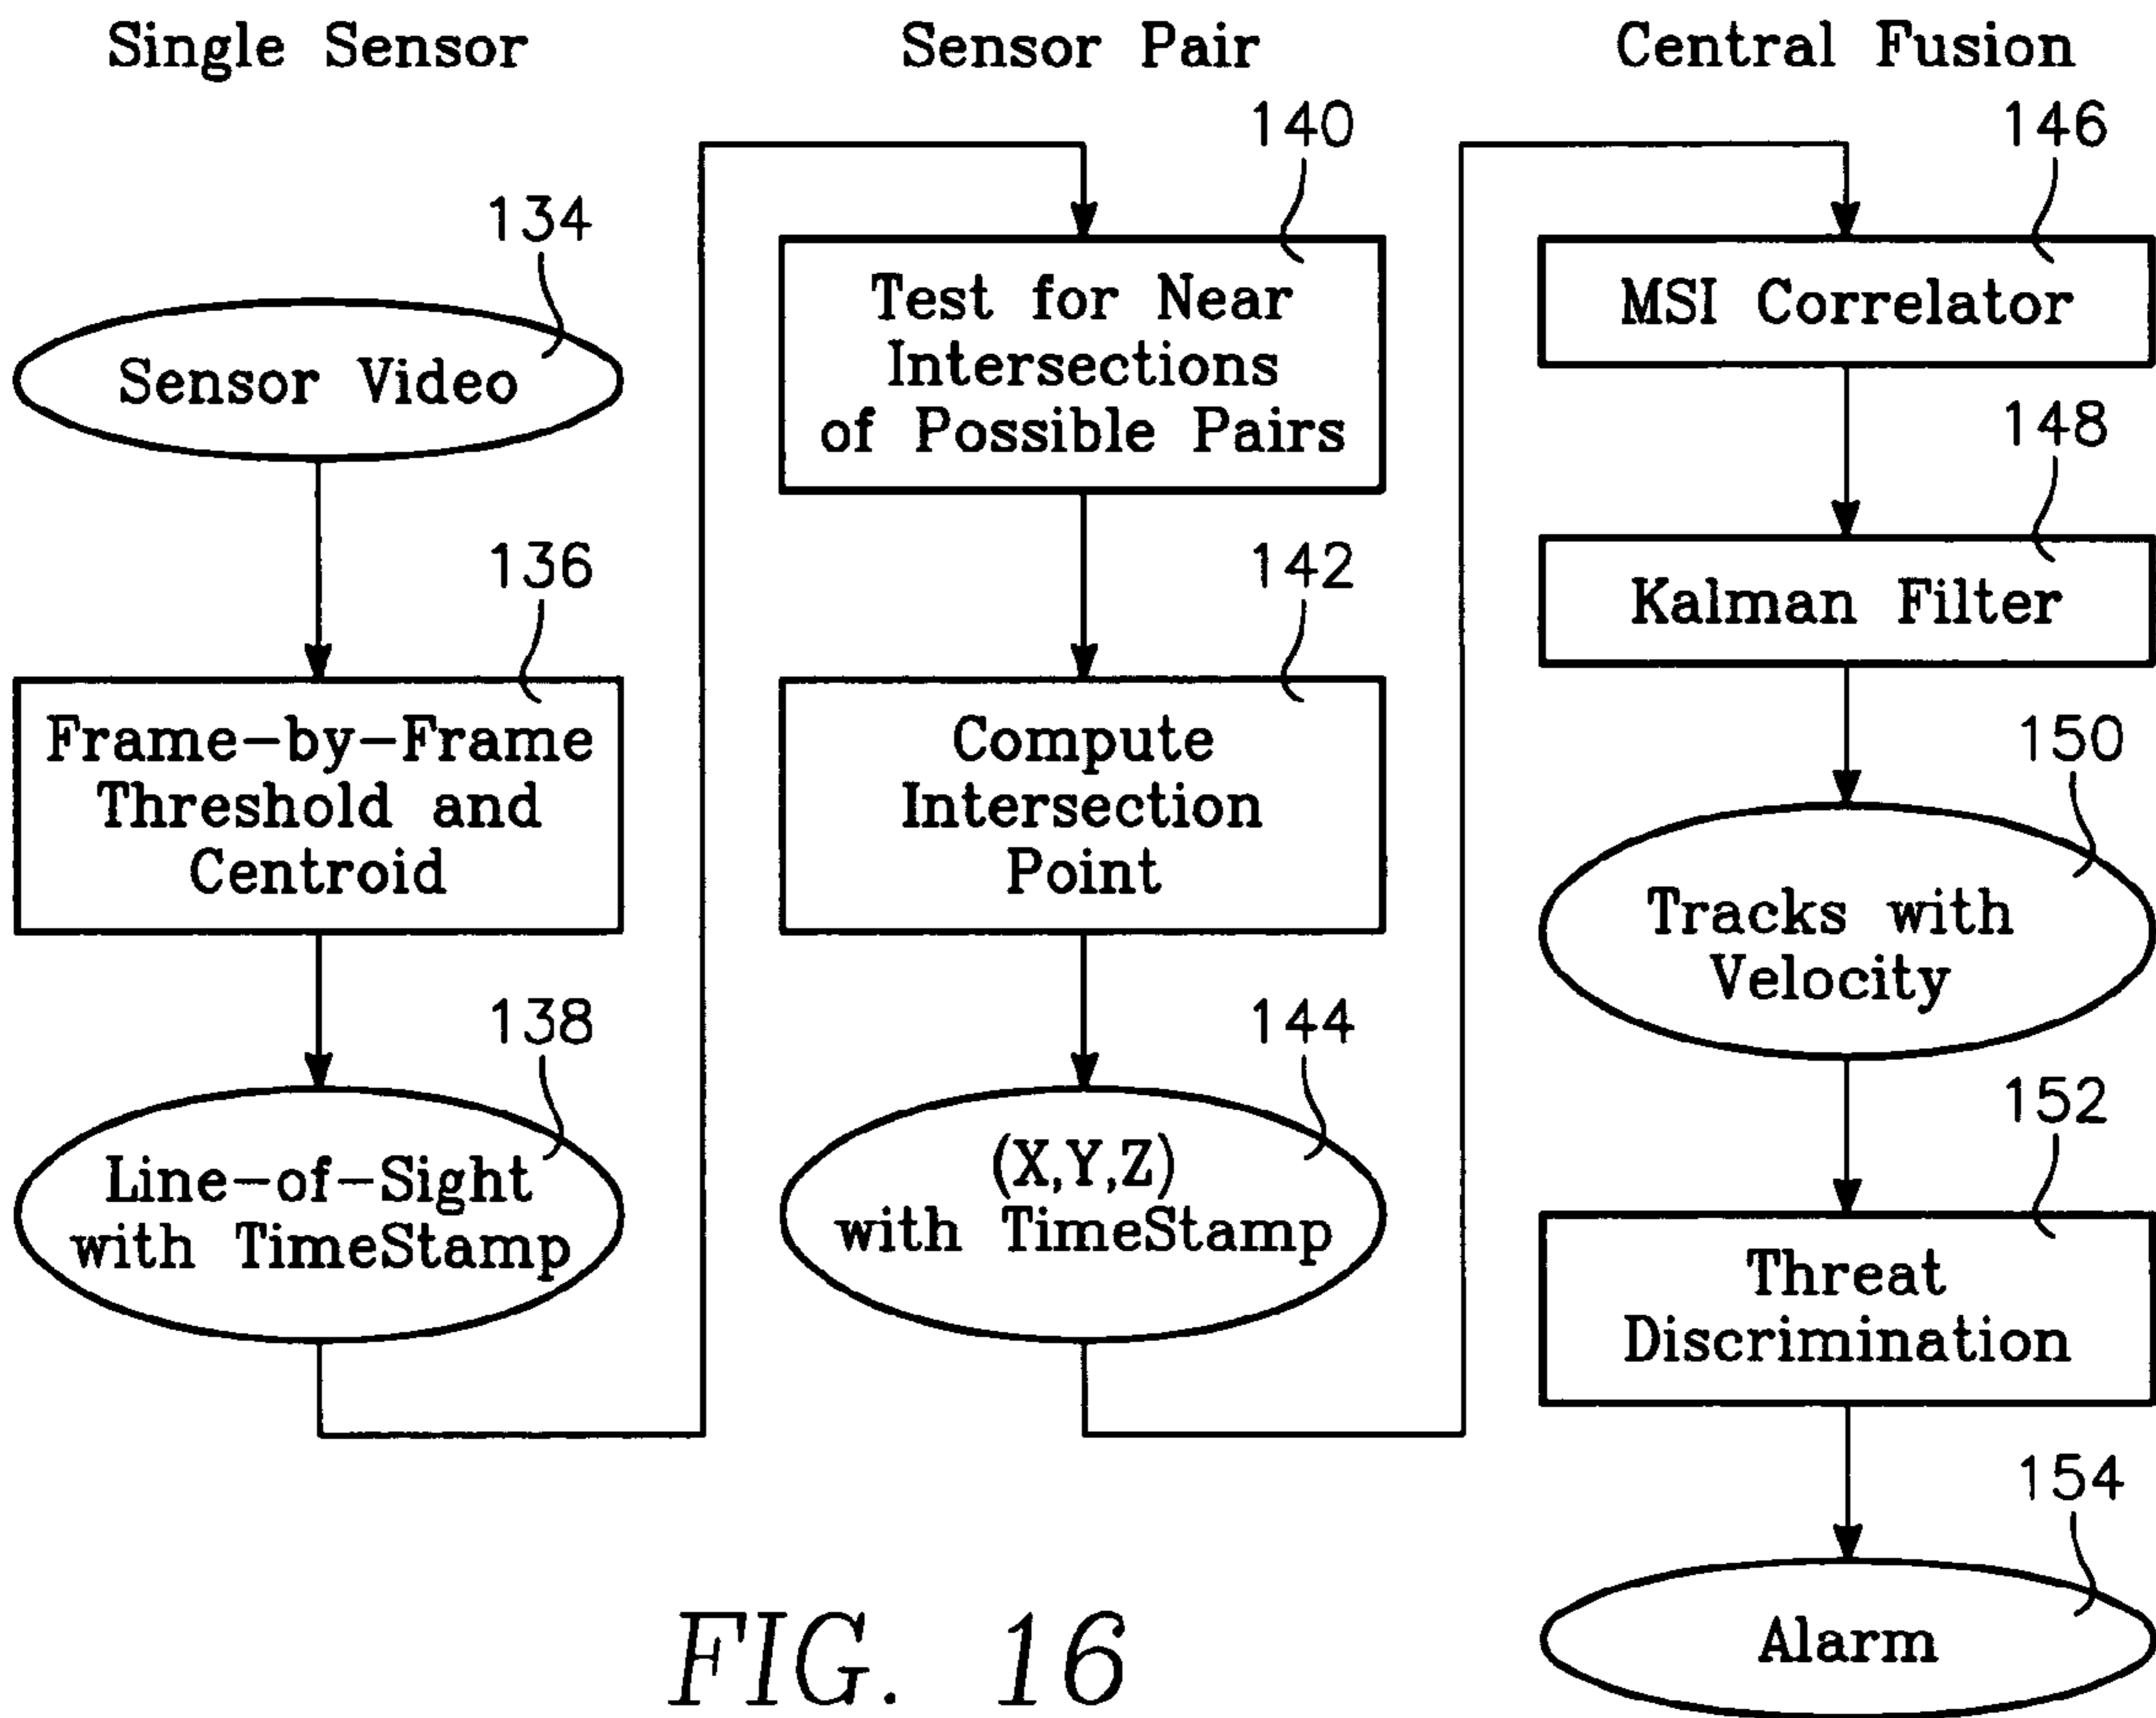 Single Sensor
134
Sensor Video
136
Frame-by-Frame
Threshold and
Centroid
138
Line-of-Sight
with TimeStamp
Sensor Pair
140
Test for Near
Intersections
of Possible Pairs
142
Compute
Intersection
Point
144
(X,Y,Z)
with TimeStamp
Central Fusion
146
MSI Correlator
148
Kalman Filter
150
Tracks with
Velocity
152
Threat
Discrimination
154
Alarm
FIG. 16